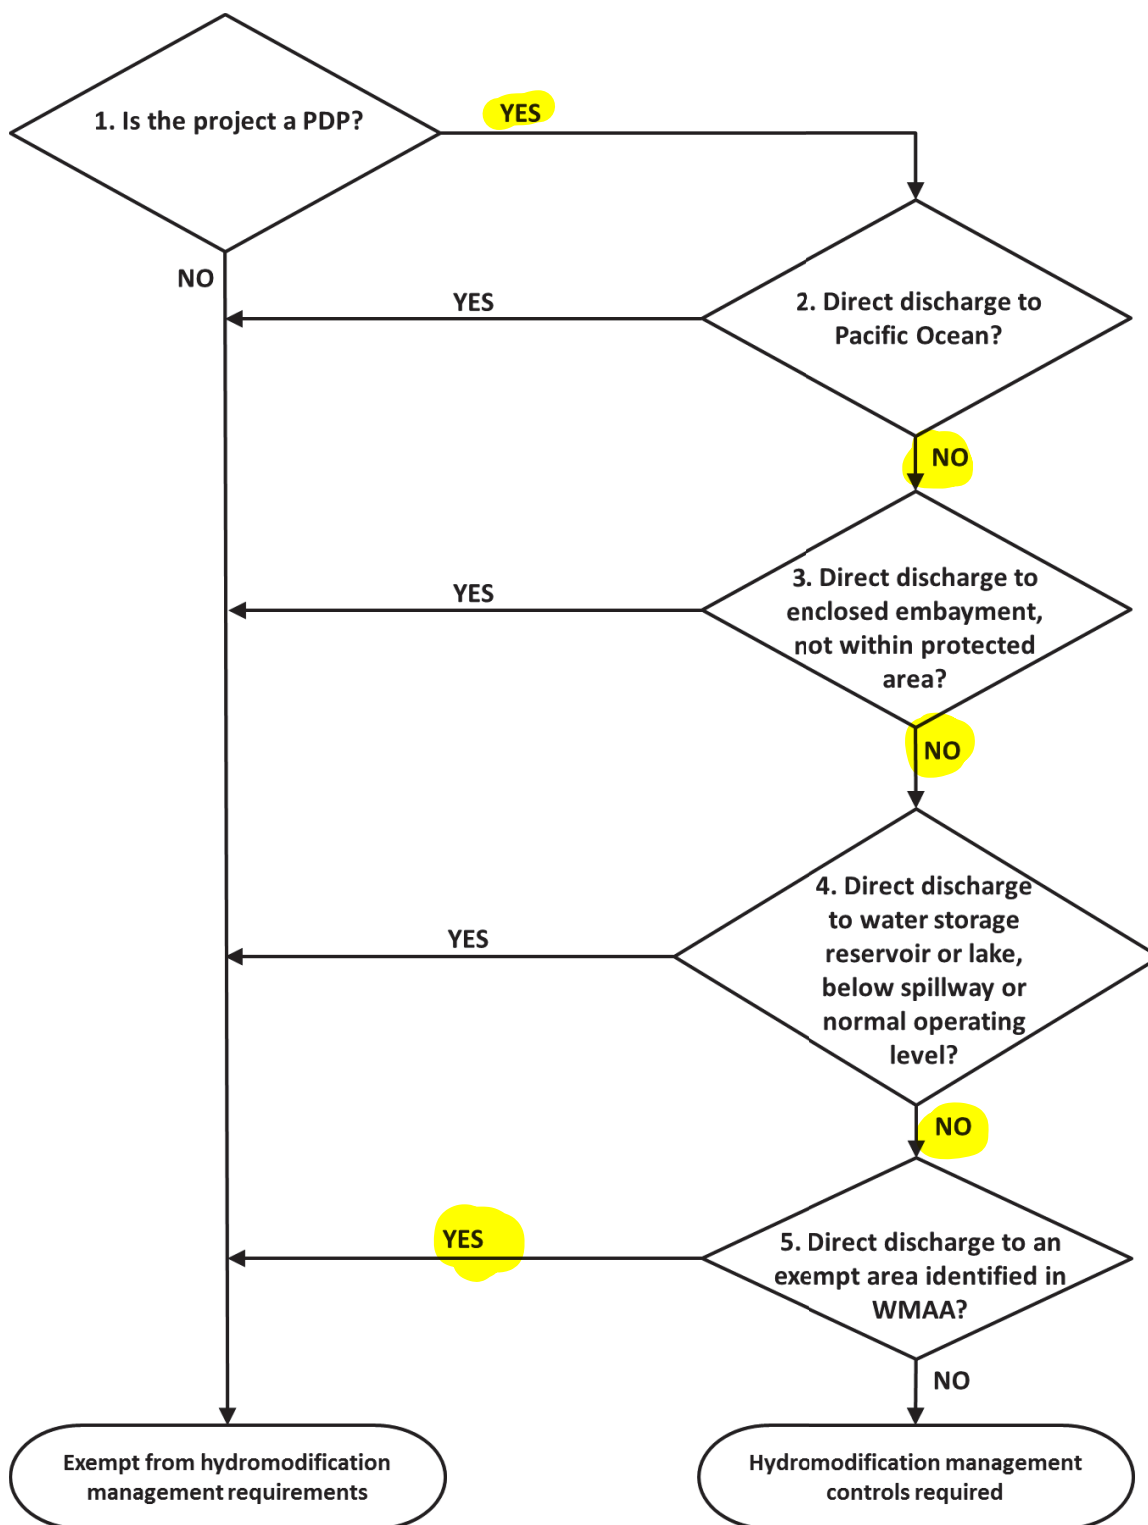 1. Is the project a PDP?
YES
NO
2. Direct discharge to
Pacific Ocean?
YES
NO
3. Direct discharge to
enclosed embayment,
not within protected
area?
YES
NO
4. Direct discharge
to water storage
reservoir or lake,
below spillway or
normal operating
level?
YES
NO
5. Direct discharge to an
exempt area identified in
WMAA?
YES
NO
Exempt from hydromodification
management requirements
Hydromodification management
controls required